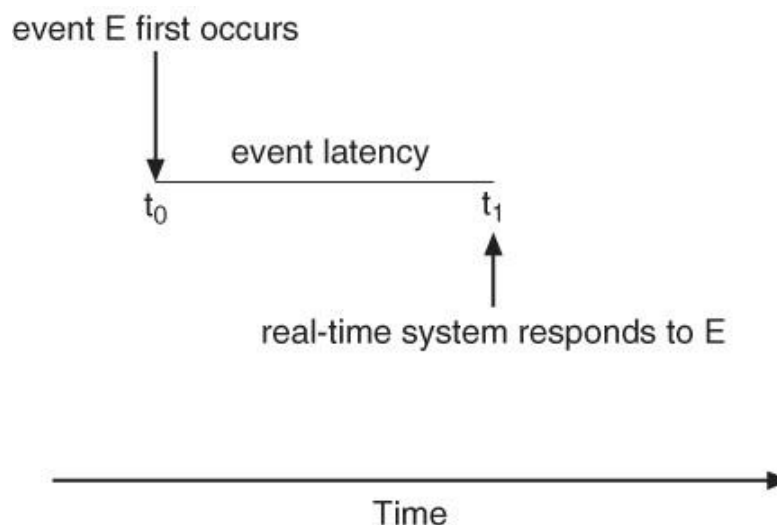 event E first occurs
event latency
t₀ t₁
real-time system responds to E
Time